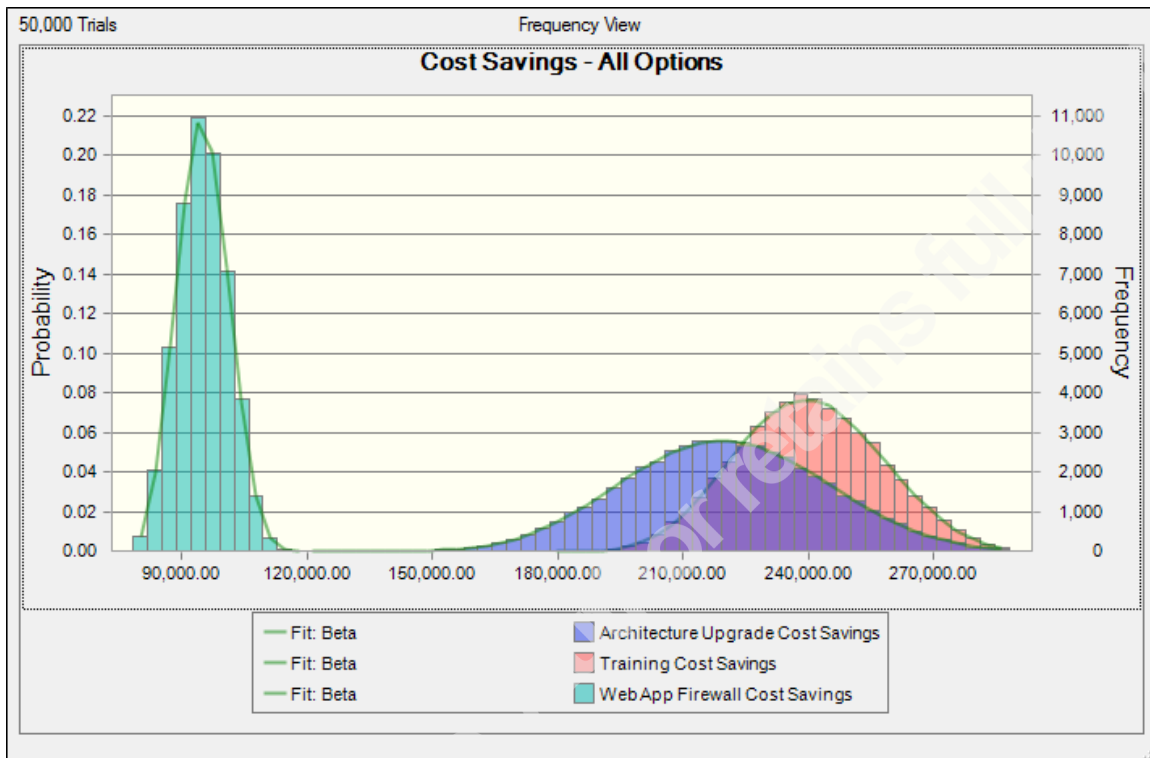 50,000 Trials
Frequency View
Cost Savings - All Options
0.22
0.20
0.18
0.16
0.14
0.12
0.10
0.08
0.06
0.04
0.02
0.00
Probability
11,000
10,000
9,000
8,000
7,000
6,000
5,000
4,000
3,000
2,000
1,000
0
Frequency
90,000.00 120,000.00 150,000.00 180,000.00 210,000.00 240,000.00 270,000.00
or retains full
Fit: Beta Architecture Upgrade Cost Savings
Fit: Beta Training Cost Savings
Fit: Beta Web App Firewall Cost Savings